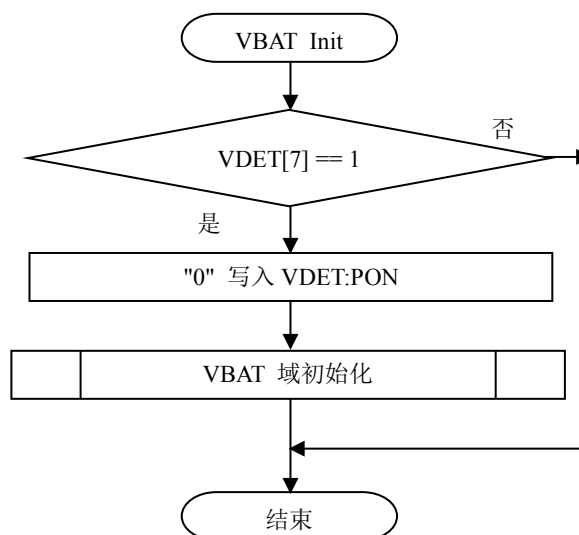 VBAT Init
否
VDET[7] == 1
是
"0" 写入 VDET:PON
VBAT 域初始化
结束